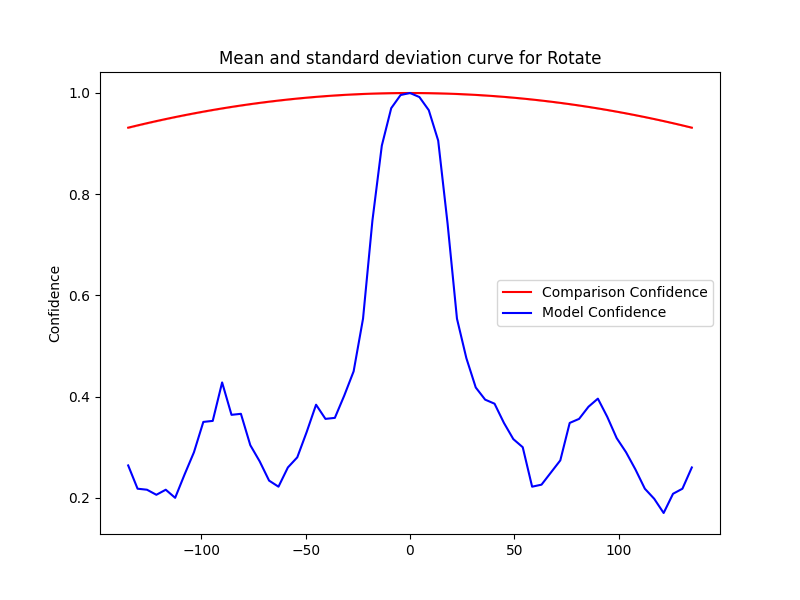 Mean and standard deviation curve for Rotate
1.0
0.8
0.6
0.4
0.2
Confidence
Comparison Confidence
Model Confidence
−100
−50
0
50
100